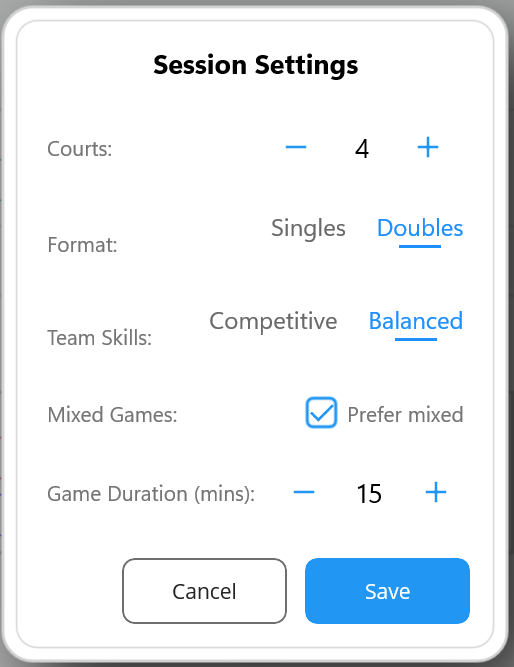 Session Settings
Courts: − 4 +
Singles Doubles
Format:
Competitive Balanced
Team Skills:
Mixed Games: Prefer mixed
Game Duration (mins): − 15 +
Cancel Save